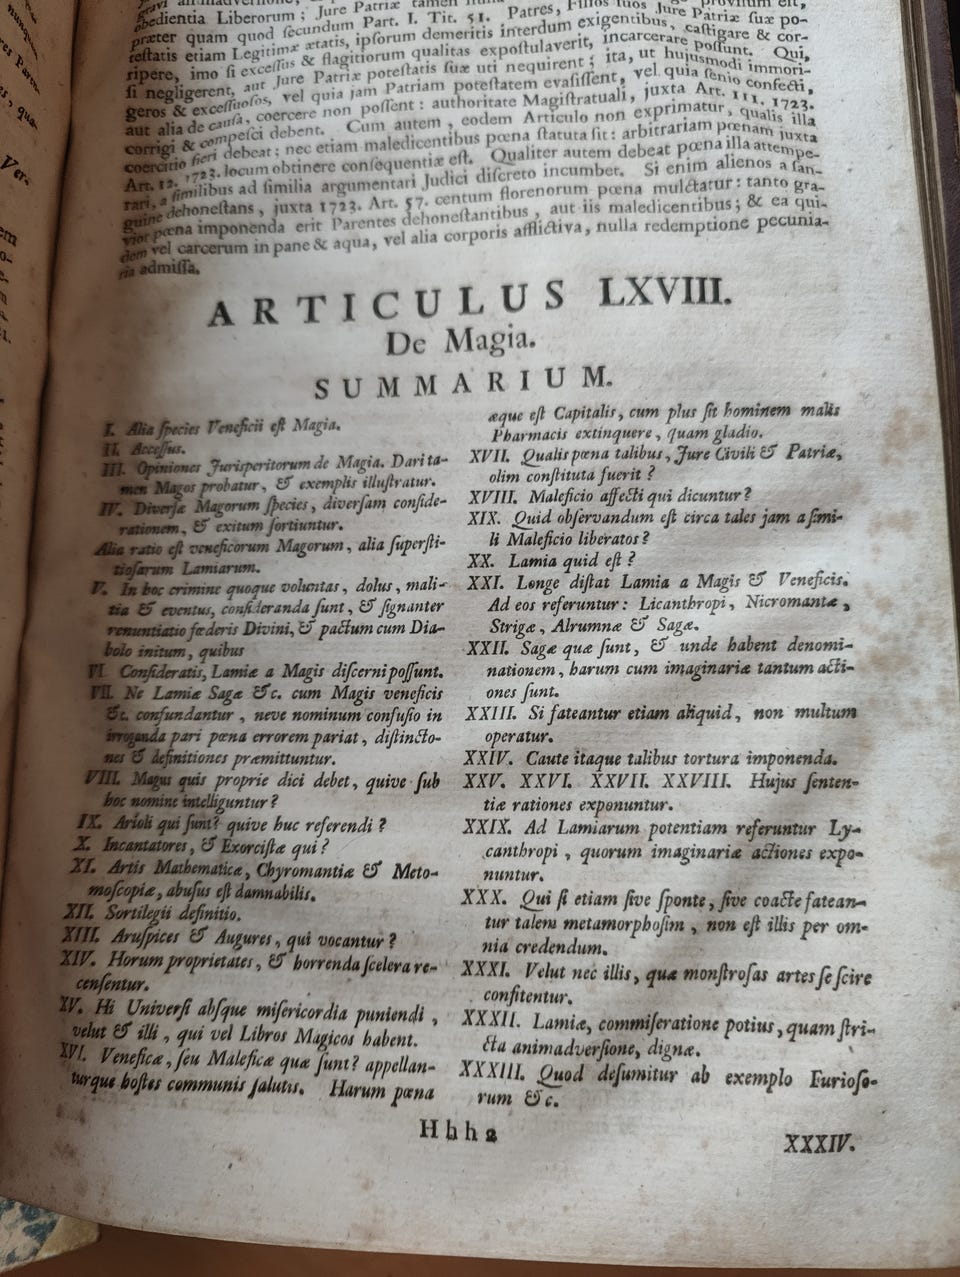 obedientia Liberorum; Jure Patriæ tamen
præter quam quod ſecundum Part. I. Tit. 51. Patres, Filios ſuos Jure Patriæ ſuæ po-
teſtatis etiam Legitimæ ætatis, ipſorum demeritis interdum exigentibus, caſtigare & cor-
ripere, imo ſi exceſſus & flagitiorum qualitas expoſtulaverit, incarcerare poſſunt. Qui,
ſi negligerent, aut Jure Patriæ poteſtatis ſuæ uti nequirent; ita, ut hujusmodi immori-
geros & exceſſuoſos, vel quia jam Patriam poteſtatem evaſiſſent, vel quia ſenio confecti,
aut alia de cauſa, coercere non poſſent: authoritate Magiſtratuali, juxta Art. 111. 1723.
corrigi & compeſci debent. Cum autem, eodem Articulo non exprimatur, qualis illa
coercitio fieri debeat; nec etiam maledicentibus pœna ſtatuta ſit: arbitrariam pœnam juxta
Art. 12. 1723. locum obtinere conſequentiæ eſt. Qualiter autem debeat pœna illa attempe-
rari, a ſimilibus ad ſimilia argumentari Judici diſcreto incumbet. Si enim alienos a ſan-
guine dehoneſtans, juxta 1723. Art. 57. centum florenorum pœna mulctatur: tanto gra-
vior pœna imponenda erit Parentes dehoneſtantibus, aut iis maledicentibus; & ea qui-
dem vel carcerum in pane & aqua, vel alia corporis afflictiva, nulla redemptione pecunia-
ria admiſſa.
ARTICULUS LXVIII.
De Magia.
SUMMARIUM.
I. Alia ſpecies Veneficii eſt Magia.
II. Acceſſus.
III. Opiniones Jurisperitorum de Magia. Dari ta-
men Magos probatur, & exemplis illuſtratur.
IV. Diverſæ Magorum ſpecies, diverſam conſide-
rationem, & exitum ſortiuntur.
Alia ratio eſt veneficorum Magorum, alia ſuperſti-
tioſarum Lamiarum.
V. In hoc crimine quoque voluntas, dolus, mali-
tia & eventus, conſideranda ſunt, & ſignanter
renuntiatio fœderis Divini, & pactum cum Dia-
bolo initum, quibus
VI. Conſideratis, Lamiæ a Magis diſcerni poſſunt.
VII. Ne Lamiæ Sagæ &c. cum Magis veneficis
&c. confundantur, neve nominum confuſio in
irroganda pari pœna errorem pariat, diſtinctio-
nes & definitiones præmittuntur.
VIII. Magus quis proprie dici debet, quive ſub
hoc nomine intelliguntur?
IX. Arioli qui ſunt? quive huc referendi?
X. Incantatores, & Exorciſtæ qui?
XI. Artis Mathematicæ, Chyromantiæ & Meto-
moſcopiæ, abuſus eſt damnabilis.
XII. Sortilegii definitio.
XIII. Aruſpices & Augures, qui vocantur?
XIV. Horum proprietates, & horrenda ſcelera re-
cenſentur.
XV. Hi Univerſi abſque miſericordia puniendi,
velut & illi, qui vel Libros Magicos habent.
XVI. Veneficæ, ſeu Maleficæ quæ ſunt? appellan-
turque hoſtes communis ſalutis. Harum pœna
æque eſt Capitalis, cum plus ſit hominem malis
Pharmacis extinquere, quam gladio.
XVII. Qualis pœna talibus, Jure Civili & Patriæ,
olim conſtituta fuerit?
XVIII. Maleficio affecti qui dicuntur?
XIX. Quid obſervandum eſt circa tales jam a ſimi-
li Maleficio liberatos?
XX. Lamia quid eſt?
XXI. Longe diſtat Lamia a Magis & Veneficis.
Ad eos referuntur: Licanthropi, Nicromantæ,
Strigæ, Alrumnæ & Sagæ.
XXII. Sagæ quæ ſunt, & unde habent denomi-
nationem, harum cum imaginariæ tantum acti-
ones ſunt.
XXIII. Si fateantur etiam aliquid, non multum
operatur.
XXIV. Caute itaque talibus tortura imponenda.
XXV. XXVI. XXVII. XXVIII. Hujus ſenten-
tiæ rationes exponuntur.
XXIX. Ad Lamiarum potentiam referuntur Ly-
canthropi, quorum imaginariæ actiones expo-
nuntur.
XXX. Qui ſi etiam ſive ſponte, ſive coacte fatean-
tur talem metamorphoſim, non eſt illis per om-
nia credendum.
XXXI. Velut nec illis, quæ monſtroſas artes ſe ſcire
confitentur.
XXXII. Lamiæ, commiſeratione potius, quam ſtri-
cta animadverſione, dignæ.
XXXIII. Quod deſumitur ab exemplo Furioſo-
rum &c.
Hhh2
XXXIV.